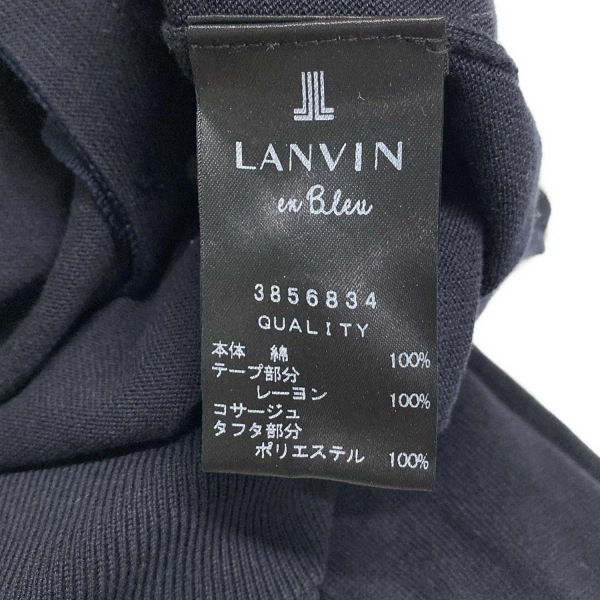 JL
LANVIN
en Bleu
3856834
QUALITY
本体 綿 100%
テープ部分
レーヨン 100%
コサージュ
タフタ部分
ポリエステル 100%